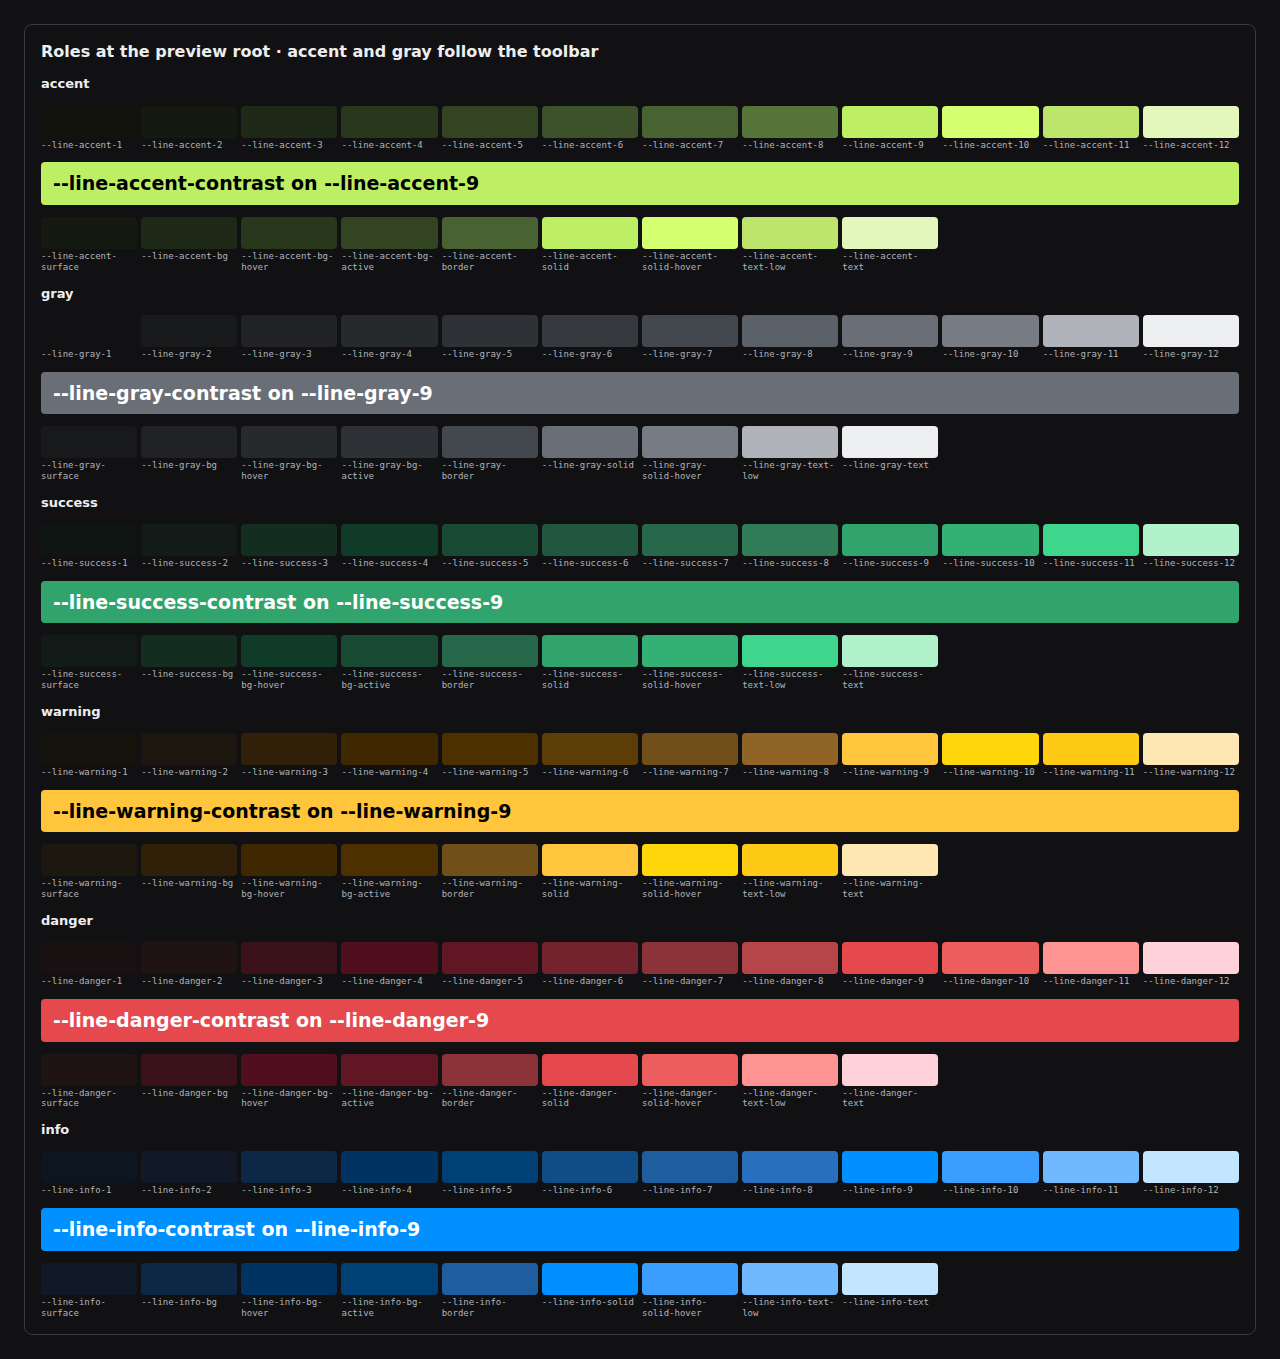 Roles at the preview root · accent and gray follow the toolbar
accent
--line-accent-1 --line-accent-2 --line-accent-3 --line-accent-4 --line-accent-5 --line-accent-6 --line-accent-7 --line-accent-8 --line-accent-9 --line-accent-10 --line-accent-11 --line-accent-12
--line-accent-contrast on --line-accent-9
--line-accent- --line-accent-bg --line-accent-bg- --line-accent-bg- --line-accent- --line-accent- --line-accent- --line-accent- --line-accent-
surface hover active border solid solid-hover text-low text
gray
--line-gray-1 --line-gray-2 --line-gray-3 --line-gray-4 --line-gray-5 --line-gray-6 --line-gray-7 --line-gray-8 --line-gray-9 --line-gray-10 --line-gray-11 --line-gray-12
--line-gray-contrast on --line-gray-9
--line-gray- --line-gray-bg --line-gray-bg- --line-gray-bg- --line-gray- --line-gray-solid --line-gray- --line-gray-text- --line-gray-text
surface hover active border solid-hover low
success
--line-success-1 --line-success-2 --line-success-3 --line-success-4 --line-success-5 --line-success-6 --line-success-7 --line-success-8 --line-success-9 --line-success-10 --line-success-11 --line-success-12
--line-success-contrast on --line-success-9
--line-success- --line-success-bg --line-success- --line-success- --line-success- --line-success- --line-success- --line-success- --line-success-
surface bg-hover bg-active border solid solid-hover text-low text
warning
--line-warning-1 --line-warning-2 --line-warning-3 --line-warning-4 --line-warning-5 --line-warning-6 --line-warning-7 --line-warning-8 --line-warning-9 --line-warning-10 --line-warning-11 --line-warning-12
--line-warning-contrast on --line-warning-9
--line-warning- --line-warning-bg --line-warning- --line-warning- --line-warning- --line-warning- --line-warning- --line-warning- --line-warning-
surface bg-hover bg-active border solid solid-hover text-low text
danger
--line-danger-1 --line-danger-2 --line-danger-3 --line-danger-4 --line-danger-5 --line-danger-6 --line-danger-7 --line-danger-8 --line-danger-9 --line-danger-10 --line-danger-11 --line-danger-12
--line-danger-contrast on --line-danger-9
--line-danger- --line-danger-bg --line-danger-bg- --line-danger-bg- --line-danger- --line-danger- --line-danger- --line-danger- --line-danger-
surface hover active border solid solid-hover text-low text
info
--line-info-1 --line-info-2 --line-info-3 --line-info-4 --line-info-5 --line-info-6 --line-info-7 --line-info-8 --line-info-9 --line-info-10 --line-info-11 --line-info-12
--line-info-contrast on --line-info-9
--line-info- --line-info-bg --line-info-bg- --line-info-bg- --line-info- --line-info-solid --line-info- --line-info-text- --line-info-text
surface hover active border solid-hover low